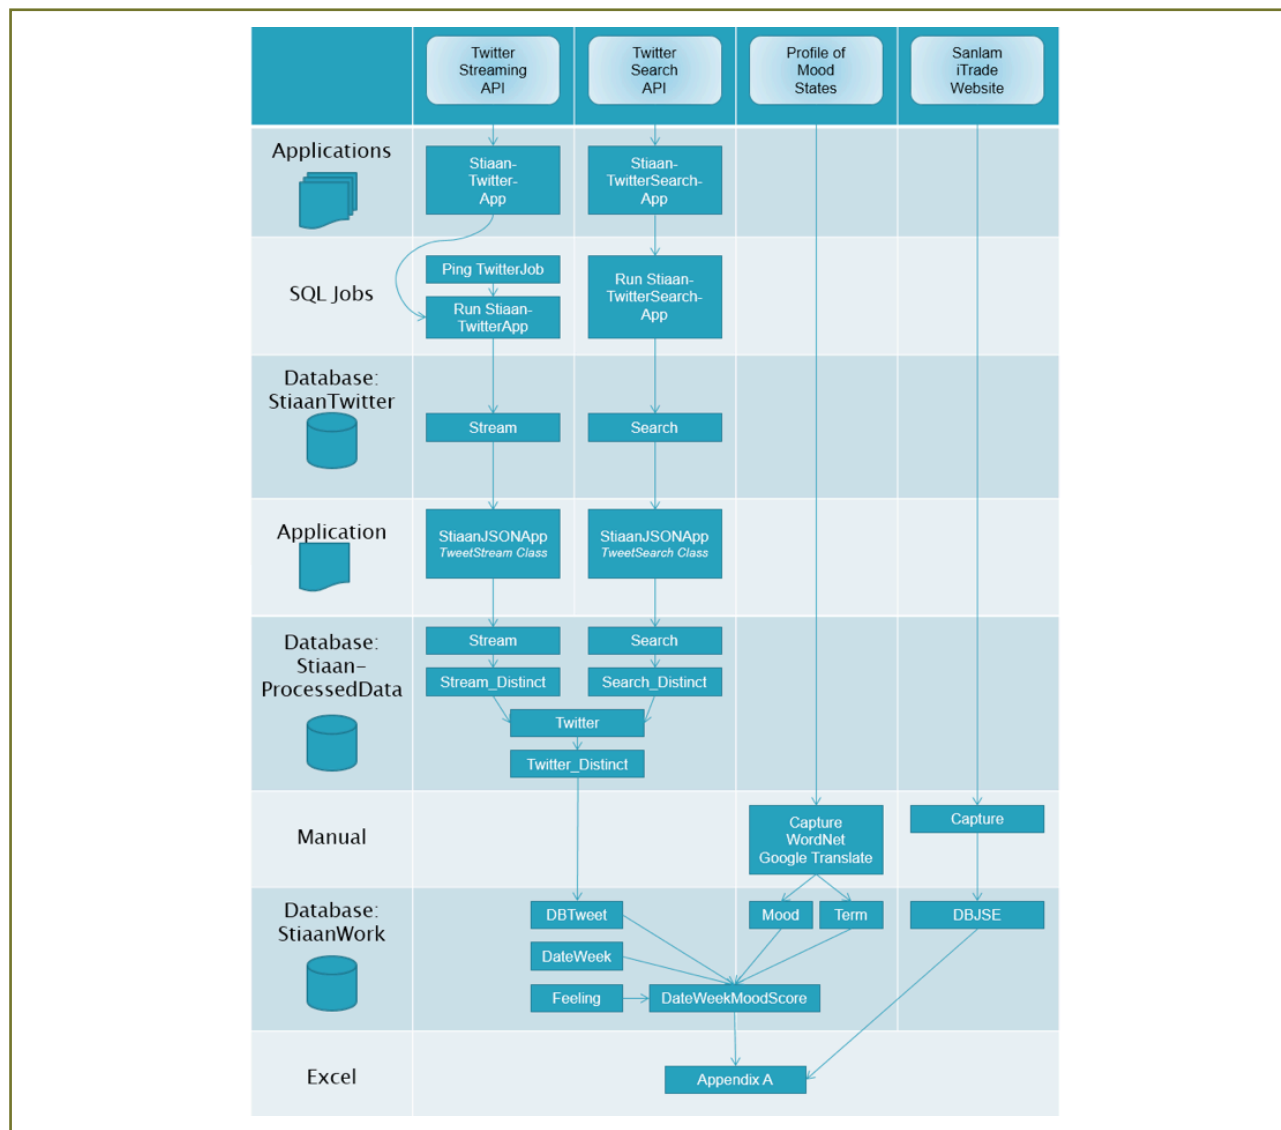 Twitter
Streaming
API
Twitter
Search
API
Profile of
Mood
States
Sanlam
iTrade
Website
Applications
Stiaan-
Twitter-
App
Stiaan-
TwitterSearch-
App
SQL Jobs
Ping TwitterJob
Run Stiaan-
TwitterApp
Run Stiaan-
TwitterSearch-
App
Database:
StiaanTwitter
Stream
Search
Application
StiaanJSONApp
TweetStream Class
StiaanJSONApp
TweetSearch Class
Database:
Stiaan-
ProcessedData
Stream
Search
Stream_Distinct
Search_Distinct
Twitter
Twitter_Distinct
Manual
Capture
WordNet
Google Translate
Capture
Database:
StiaanWork
DBTweet
Mood
Term
DBJSE
DateWeek
Feeling
DateWeekMoodScore
Excel
Appendix A